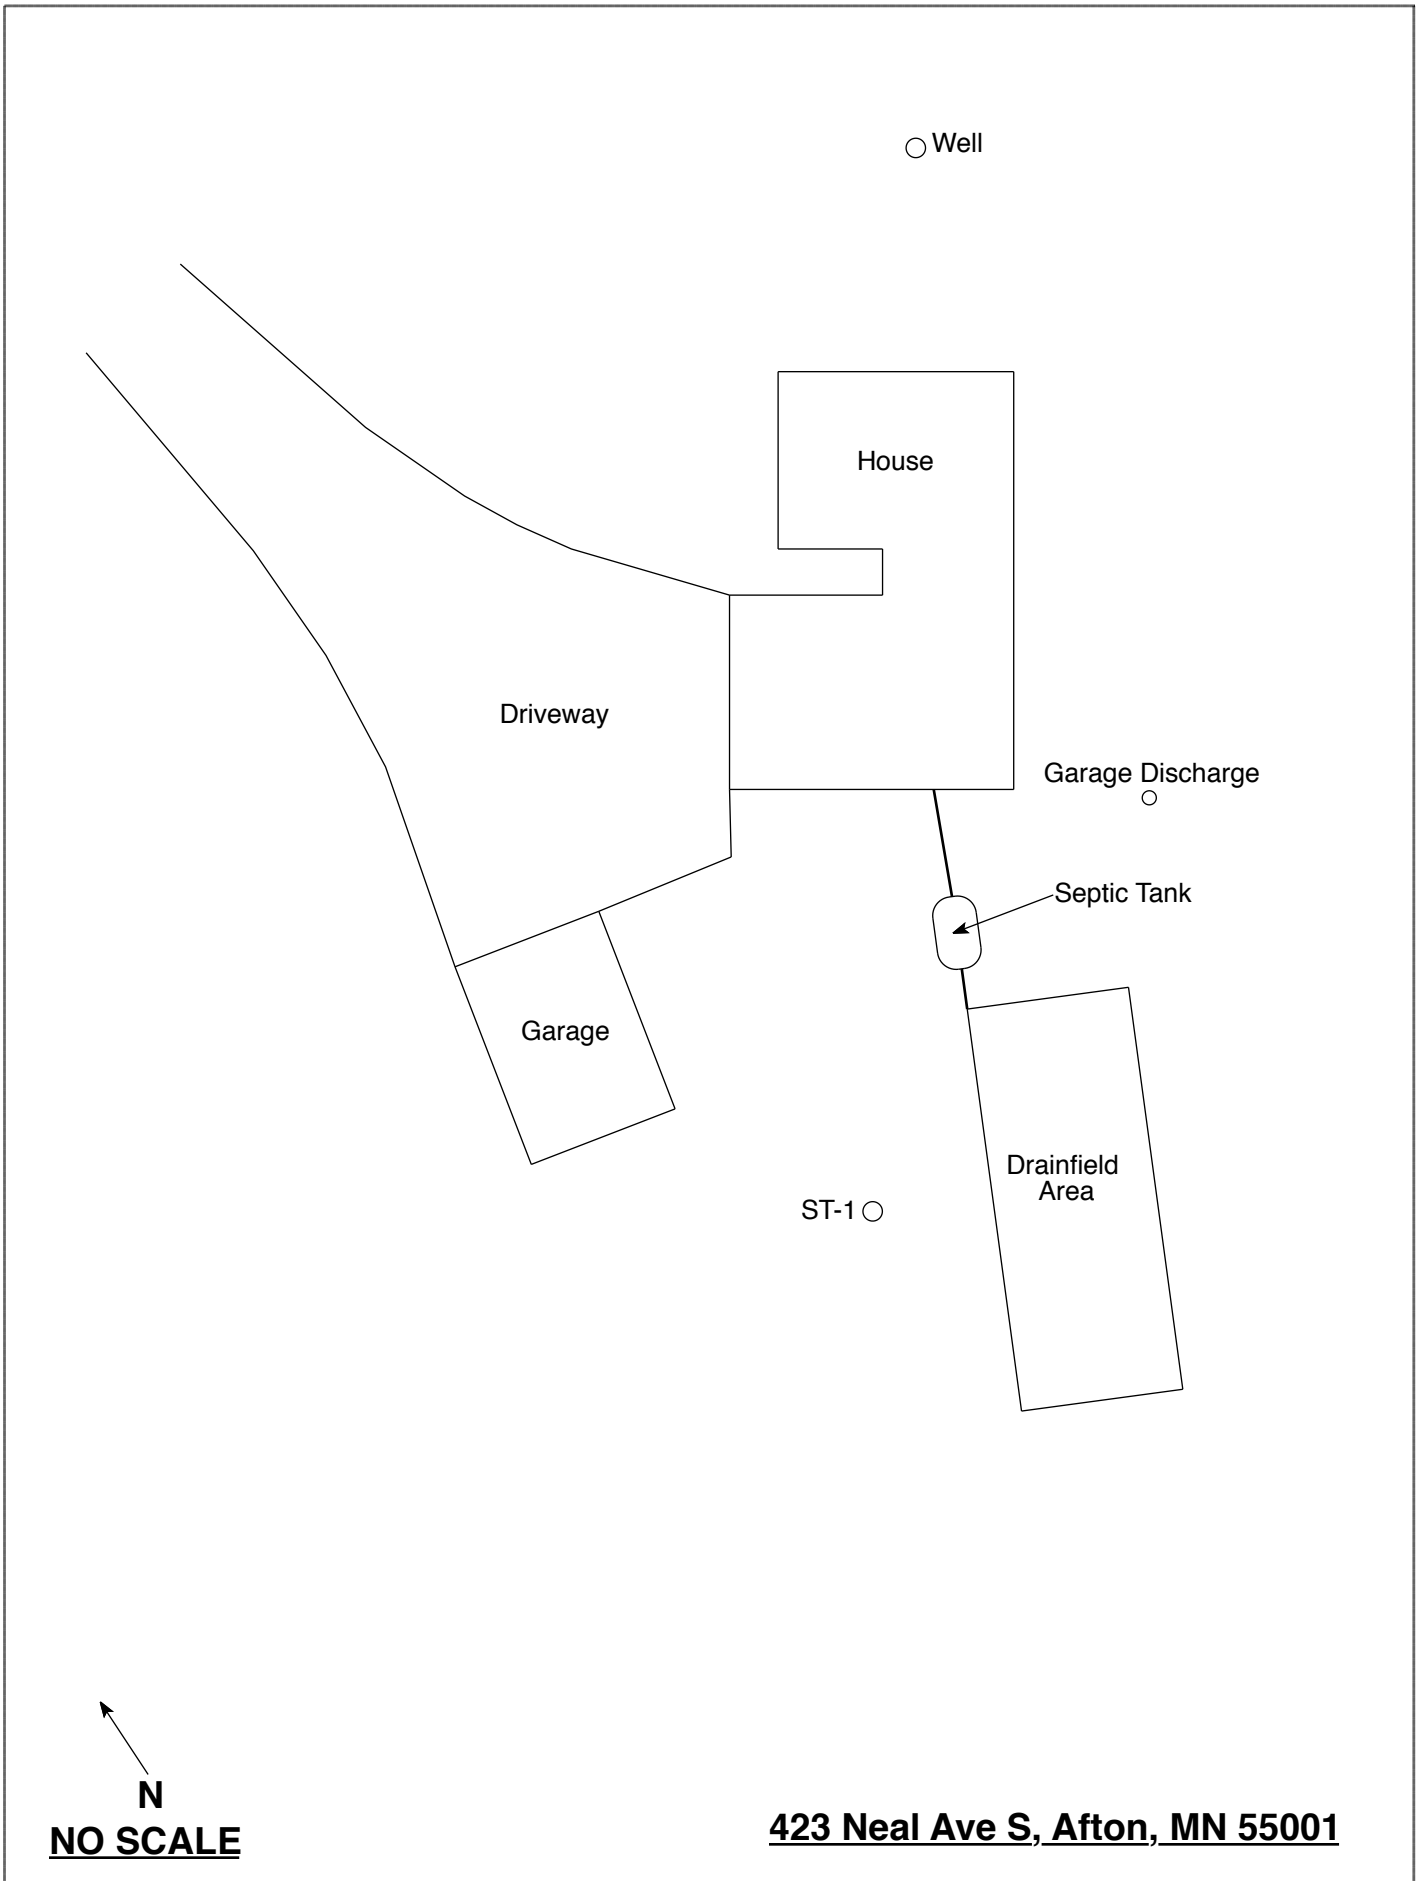 Well
House
Driveway
Garage Discharge
Septic Tank
Garage
Drainfield
Area
ST-1
N
NO SCALE
423 Neal Ave S, Afton, MN 55001